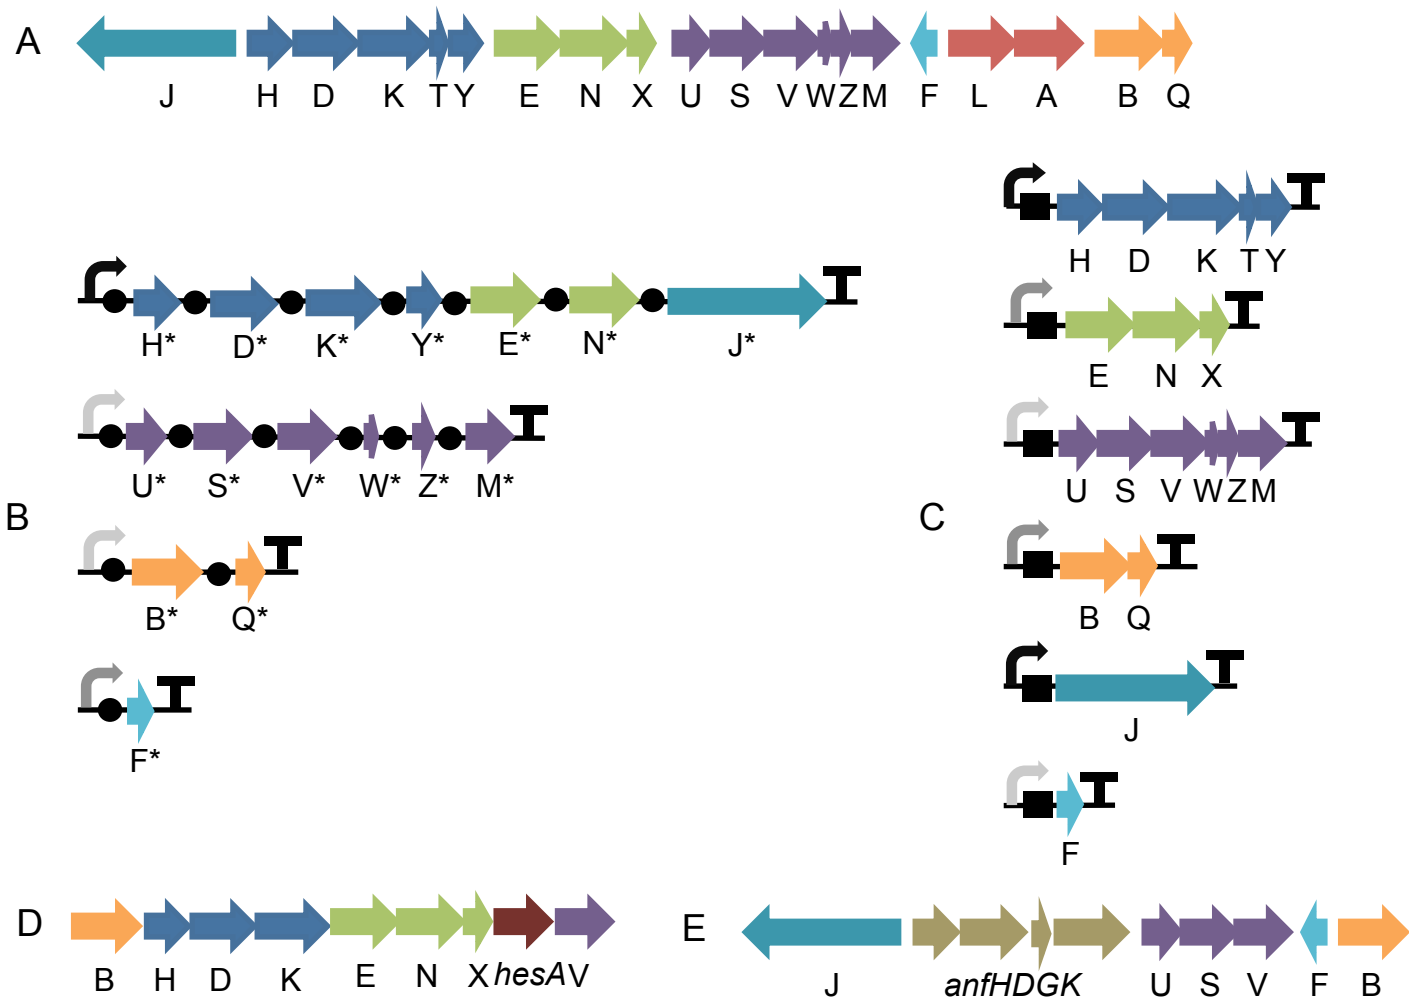 A
J H D K T Y E N X U S V W Z M F L A B Q
B
H* D* K* Y* E* N* J*
U* S* V* W* Z* M*
B* Q*
F*
C
H D K T Y
E N X
U S V W Z M
B Q
J
F
D
B H D K E N X hesA V
E
J anfHDGK U S V F B